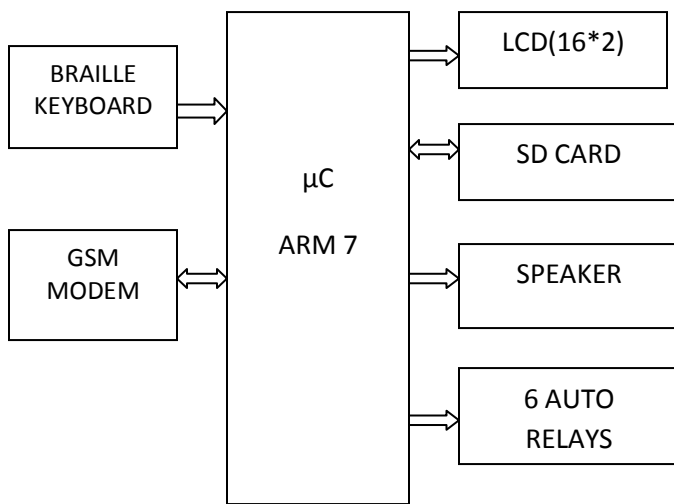 BRAILLE
KEYBOARD
GSM
MODEM
µC
ARM 7
LCD(16*2)
SD CARD
SPEAKER
6 AUTO
RELAYS